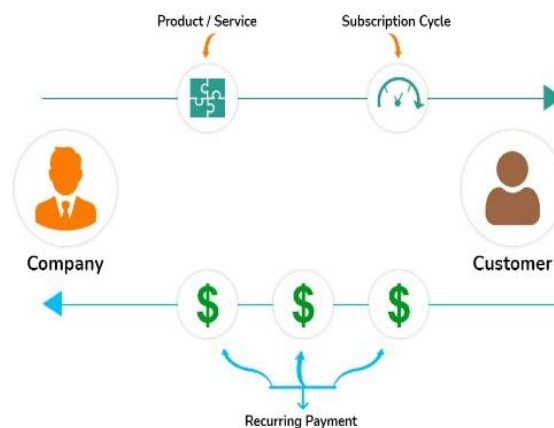 Product / Service
Subscription Cycle
Company
Customer
$ $ $
Recurring Payment